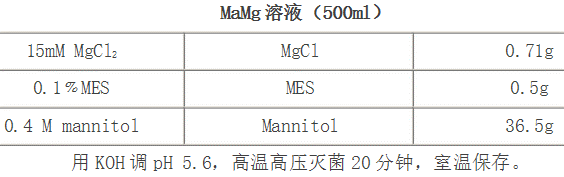 MaMg 溶液（500ml）
15mM MgCl₂ MgCl 0.71g
0.1％MES MES 0.5g
0.4 M mannitol Mannitol 36.5g
用 KOH 调 pH 5.6，高温高压灭菌 20 分钟，室温保存。